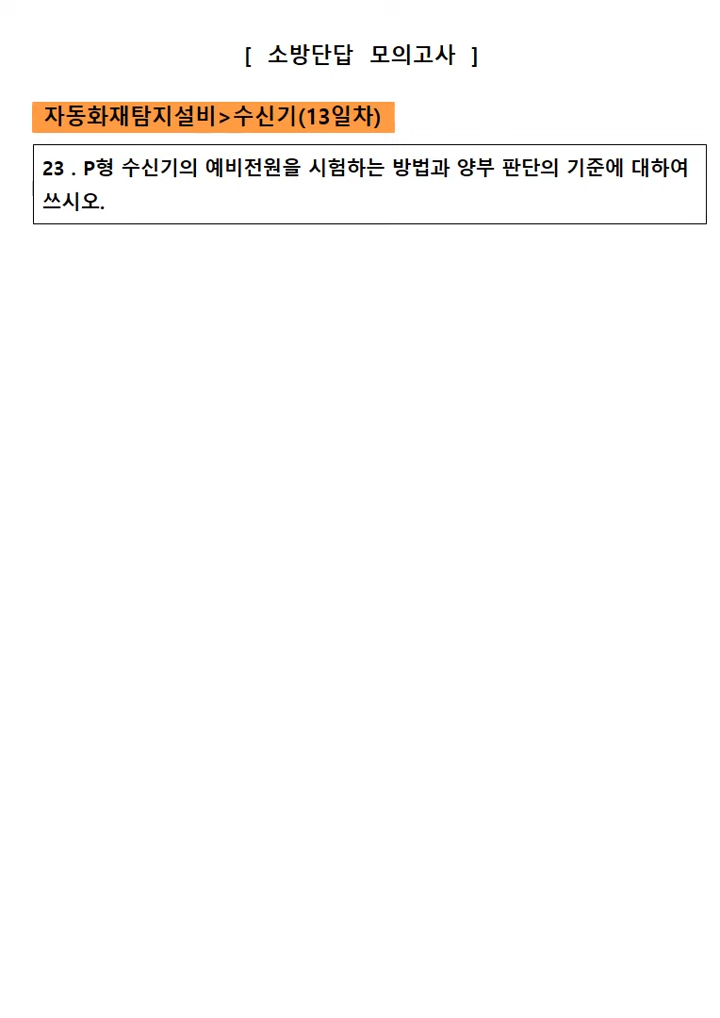 [ 소방단답 모의고사 ]
자동화재탐지설비>수신기(13일차)
23 . P형 수신기의 예비전원을 시험하는 방법과 양부 판단의 기준에 대하여
쓰시오.